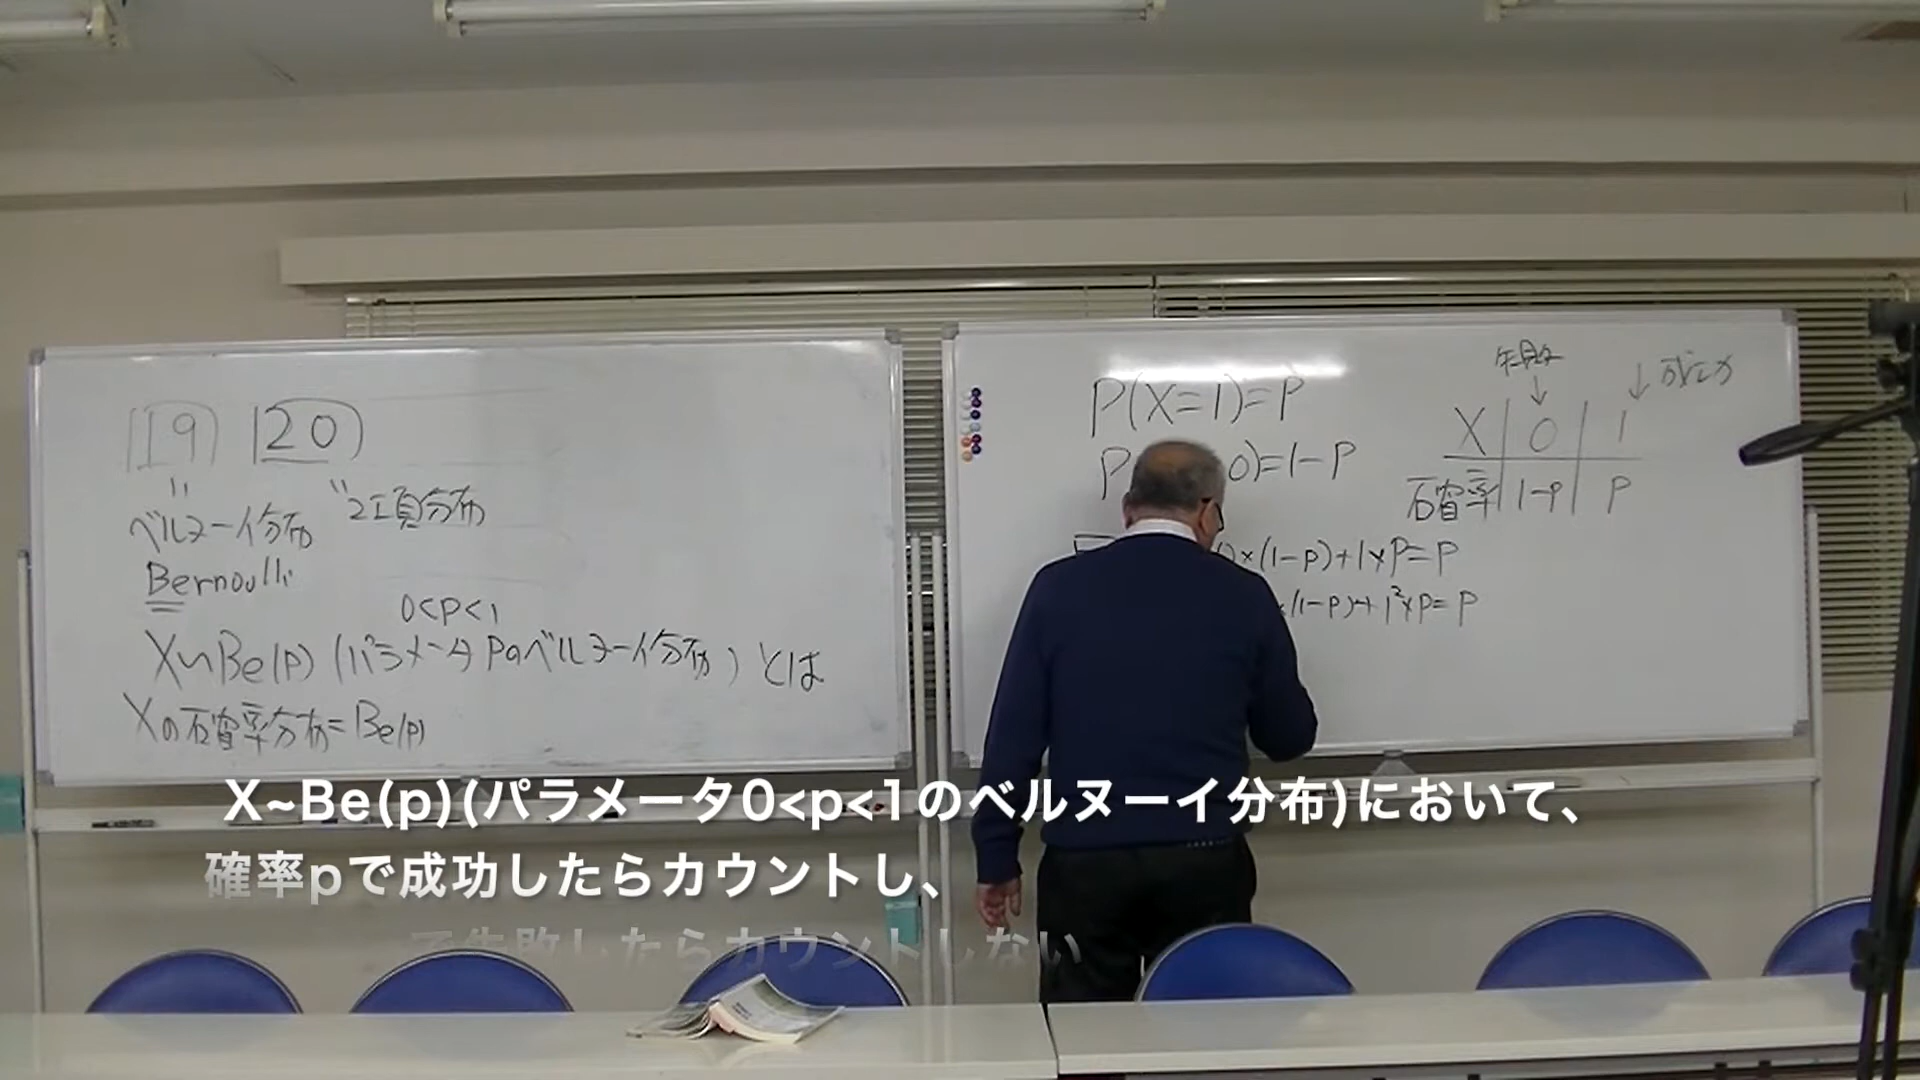 119 120
〃 〃
ベルヌーイ分布 2項分布
Bernoulli
0<p<1
X~Be(p) (パラメータpのベルヌーイ分布) とは
Xの確率分布=Be(p)
P(X=1)=p
P 0)=1-p
0×(1-p)+1×p=p
×(1-p)+1²×p=p
失敗 成功
↓ ↓
X 0 1
確率 1-p p
X~Be(p)(パラメータ0<p<1のベルヌーイ分布)において、
確率pで成功したらカウントし、
で失敗したらカウントしない